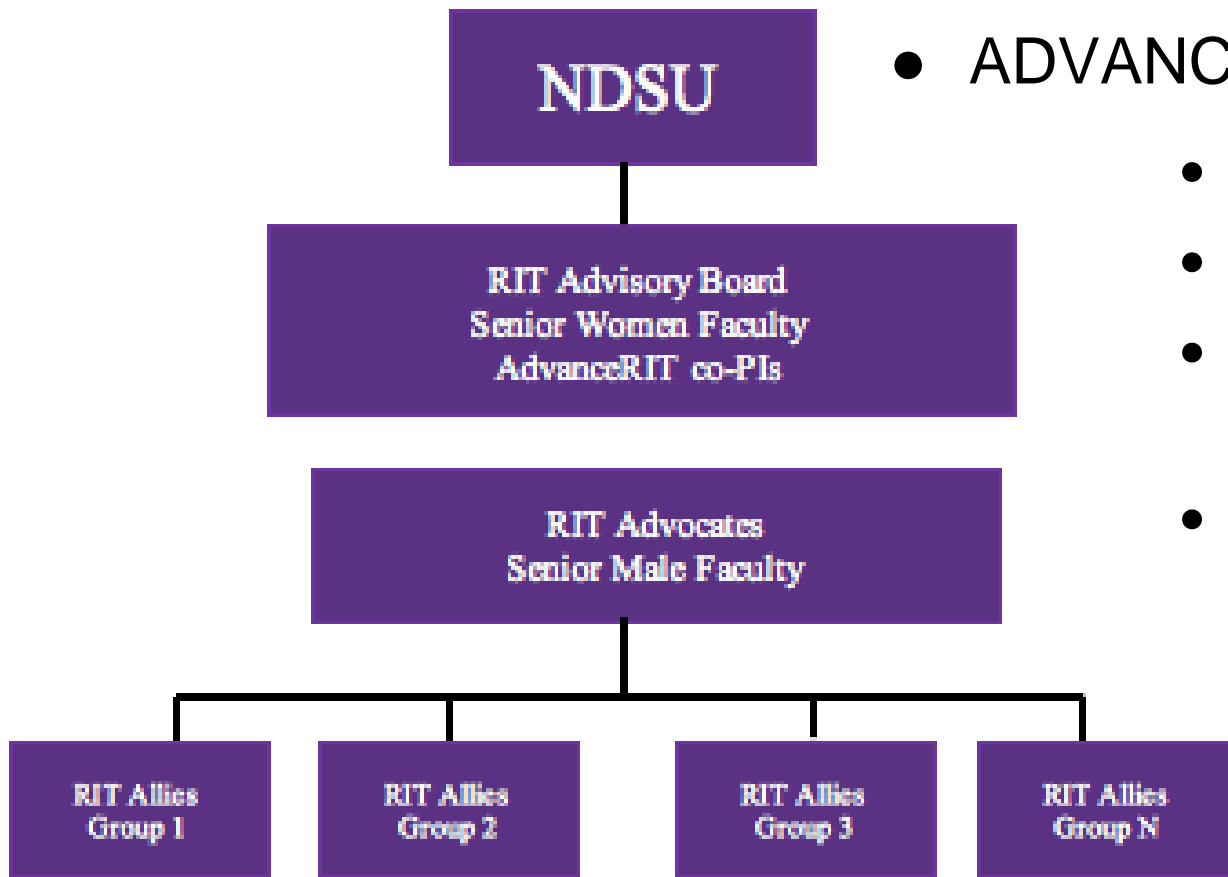 NDSU
• ADVANC
•
•
•
•
RIT Advisory Board
Senior Women Faculty
AdvanceRIT co-PIs
RIT Advocates
Senior Male Faculty
RIT Allies
Group 1
RIT Allies
Group 2
RIT Allies
Group 3
RIT Allies
Group N